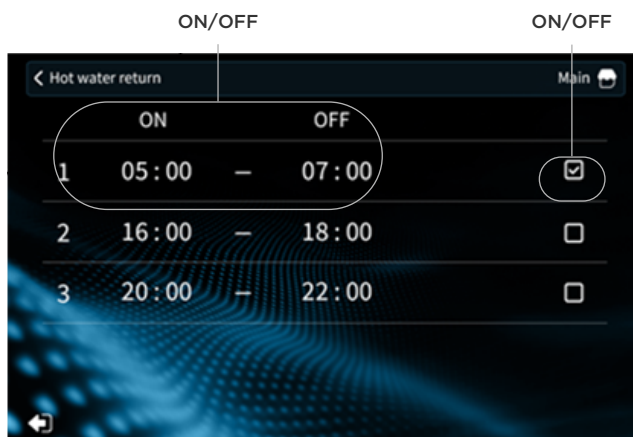 ON/OFF ON/OFF
Hot water return Main
ON OFF
1 05:00 – 07:00
2 16:00 – 18:00
3 20:00 – 22:00